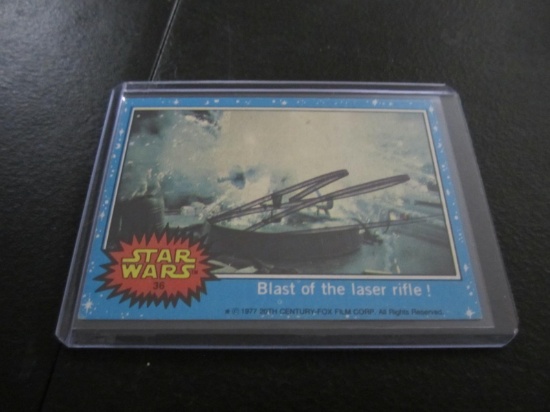 STAR
WARS
36
Blast of the laser rifle !
★ © 1977 20TH CENTURY-FOX FILM CORP. All Rights Reserved.